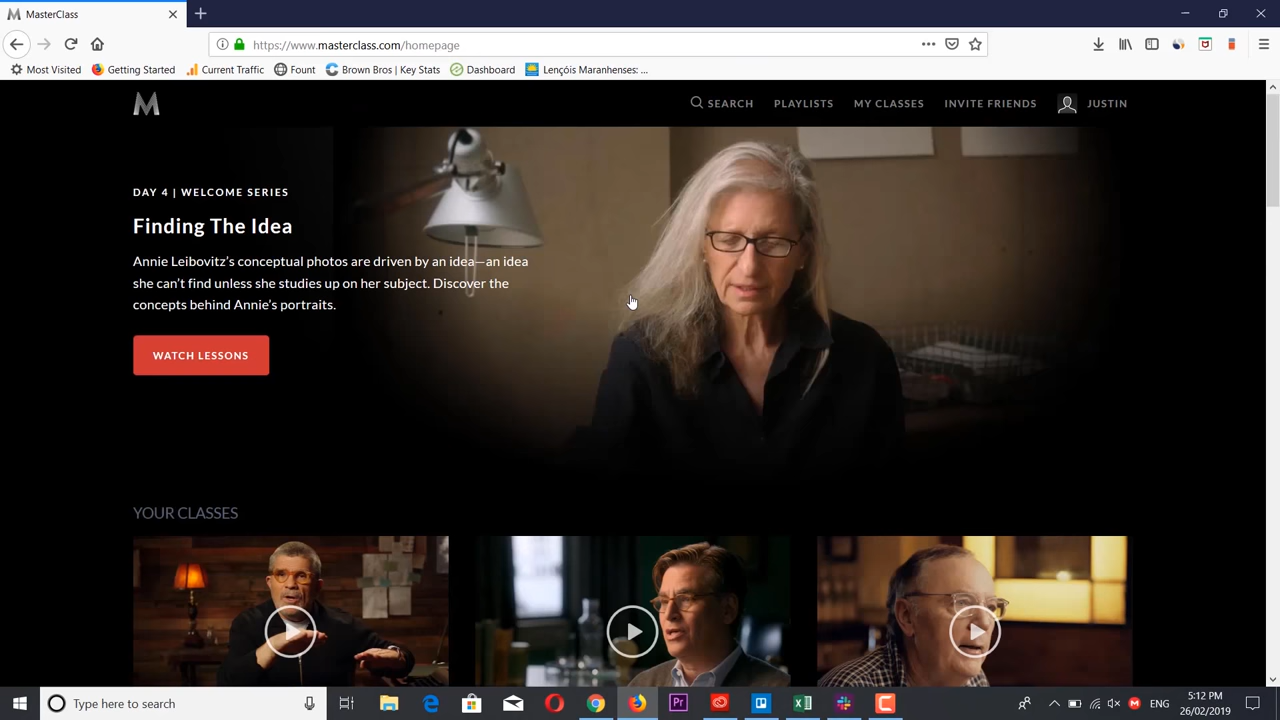 MasterClass
https://www.masterclass.com/homepage
Most Visited
Getting Started
Current Traffic
Fount
Brown Bros | Key Stats
Dashboard
Lençóis Maranhenses: ...
M
SEARCH
PLAYLISTS
MY CLASSES
INVITE FRIENDS
JUSTIN
DAY 4 | WELCOME SERIES
Finding The Idea
Annie Leibovitz's conceptual photos are driven by an idea—an idea
she can't find unless she studies up on her subject. Discover the
concepts behind Annie's portraits.
WATCH LESSONS
YOUR CLASSES
Type here to search
Pr
ENG
5:12 PM
26/02/2019